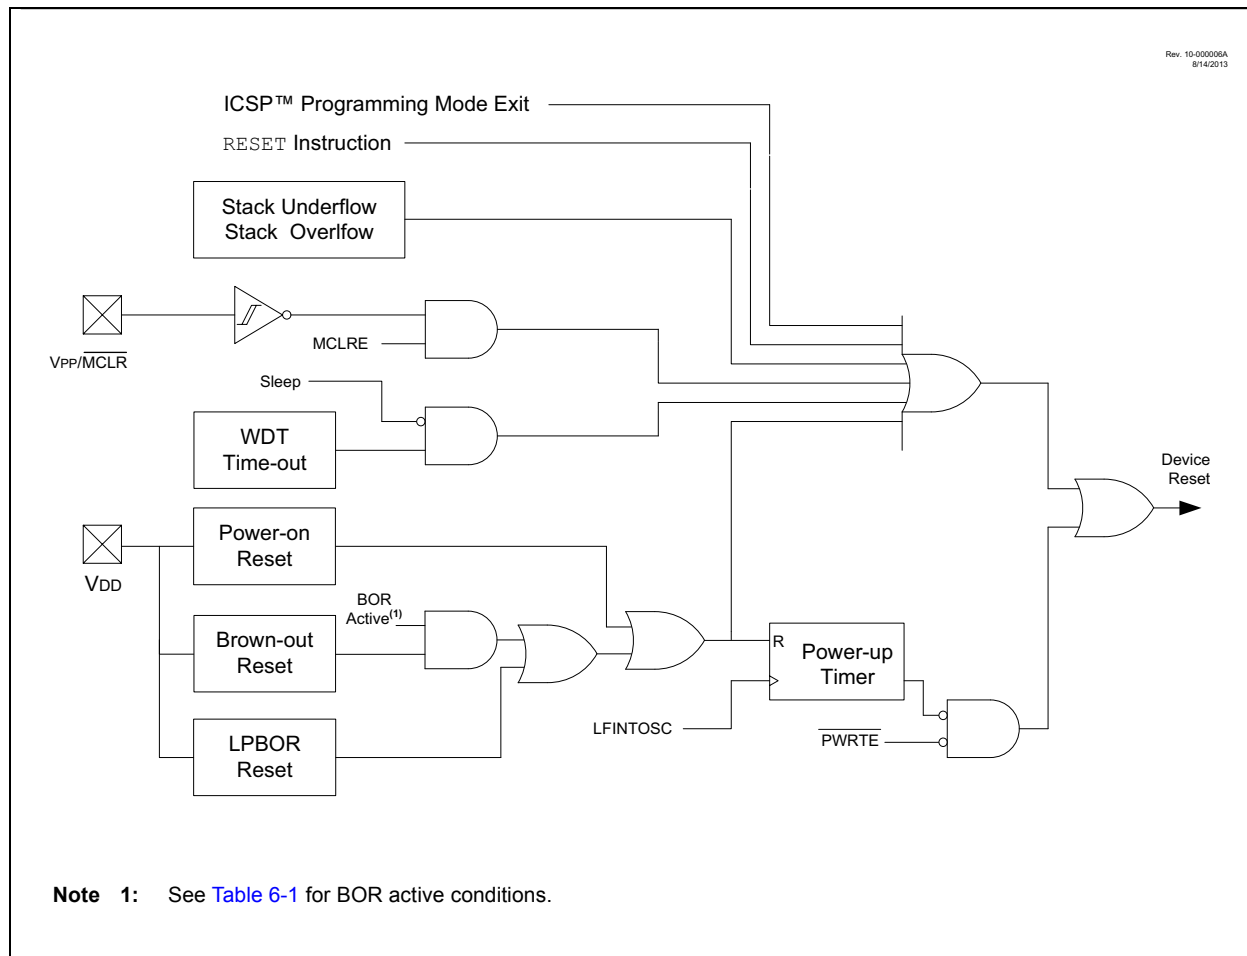 Rev. 10-000006A
8/14/2013
ICSP™ Programming Mode Exit
RESET Instruction
Stack Underflow
Stack Overlfow
VPP/MCLR
MCLRE
Sleep
WDT
Time-out
Device
Reset
VDD
Power-on
Reset
BOR
Active(1)
Brown-out
Reset
R
Power-up
Timer
LFINTOSC
PWRTE
LPBOR
Reset
Note 1: See Table 6-1 for BOR active conditions.